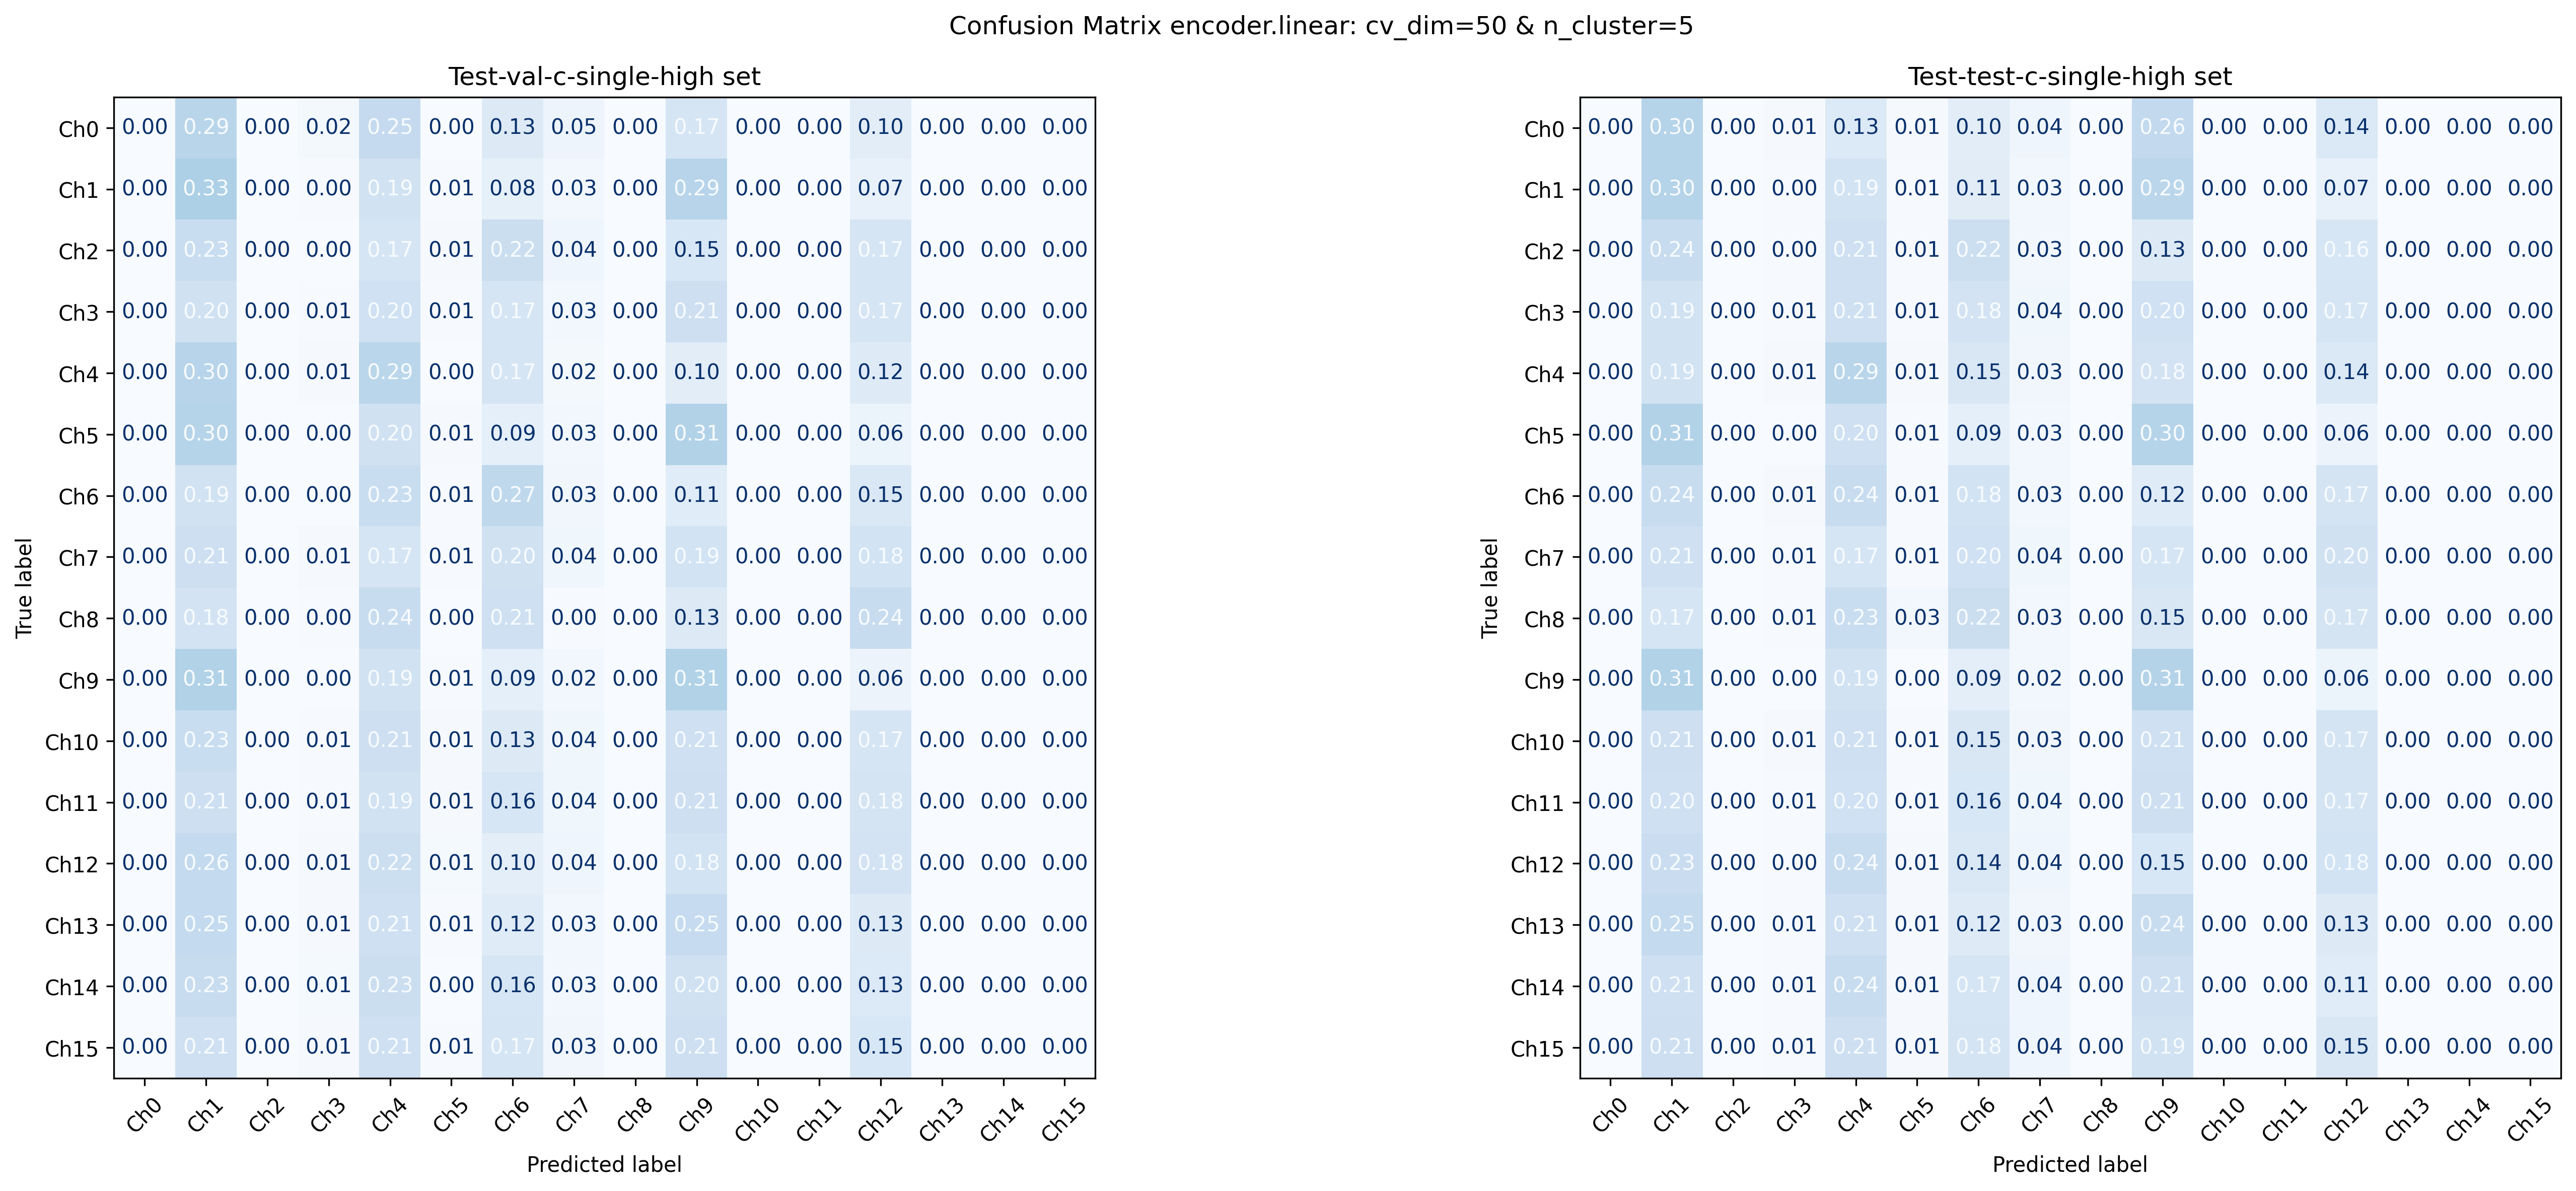 Confusion Matrix encoder.linear: cv_dim=50 & n_cluster=5
Test-val-c-single-high set
True label
Ch0 0.00 0.29 0.00 0.02 0.25 0.00 0.13 0.05 0.00 0.17 0.00 0.00 0.10 0.00 0.00 0.00
Ch1 0.00 0.33 0.00 0.00 0.19 0.01 0.08 0.03 0.00 0.29 0.00 0.00 0.07 0.00 0.00 0.00
Ch2 0.00 0.23 0.00 0.00 0.17 0.01 0.22 0.04 0.00 0.15 0.00 0.00 0.17 0.00 0.00 0.00
Ch3 0.00 0.20 0.00 0.01 0.20 0.01 0.17 0.03 0.00 0.21 0.00 0.00 0.17 0.00 0.00 0.00
Ch4 0.00 0.30 0.00 0.01 0.29 0.00 0.17 0.02 0.00 0.10 0.00 0.00 0.12 0.00 0.00 0.00
Ch5 0.00 0.30 0.00 0.00 0.20 0.01 0.09 0.03 0.00 0.31 0.00 0.00 0.06 0.00 0.00 0.00
Ch6 0.00 0.19 0.00 0.00 0.23 0.01 0.27 0.03 0.00 0.11 0.00 0.00 0.15 0.00 0.00 0.00
Ch7 0.00 0.21 0.00 0.01 0.17 0.01 0.20 0.04 0.00 0.19 0.00 0.00 0.18 0.00 0.00 0.00
Ch8 0.00 0.18 0.00 0.00 0.24 0.00 0.21 0.00 0.00 0.13 0.00 0.00 0.24 0.00 0.00 0.00
Ch9 0.00 0.31 0.00 0.00 0.19 0.01 0.09 0.02 0.00 0.31 0.00 0.00 0.06 0.00 0.00 0.00
Ch10 0.00 0.23 0.00 0.01 0.21 0.01 0.13 0.04 0.00 0.21 0.00 0.00 0.17 0.00 0.00 0.00
Ch11 0.00 0.21 0.00 0.01 0.19 0.01 0.16 0.04 0.00 0.21 0.00 0.00 0.18 0.00 0.00 0.00
Ch12 0.00 0.26 0.00 0.01 0.22 0.01 0.10 0.04 0.00 0.18 0.00 0.00 0.18 0.00 0.00 0.00
Ch13 0.00 0.25 0.00 0.01 0.21 0.01 0.12 0.03 0.00 0.25 0.00 0.00 0.13 0.00 0.00 0.00
Ch14 0.00 0.23 0.00 0.01 0.23 0.00 0.16 0.03 0.00 0.20 0.00 0.00 0.13 0.00 0.00 0.00
Ch15 0.00 0.21 0.00 0.01 0.21 0.01 0.17 0.03 0.00 0.21 0.00 0.00 0.15 0.00 0.00 0.00
Ch0 Ch1 Ch2 Ch3 Ch4 Ch5 Ch6 Ch7 Ch8 Ch9 Ch10 Ch11 Ch12 Ch13 Ch14 Ch15
Predicted label
Test-test-c-single-high set
True label
Ch0 0.00 0.30 0.00 0.01 0.13 0.01 0.10 0.04 0.00 0.26 0.00 0.00 0.14 0.00 0.00 0.00
Ch1 0.00 0.30 0.00 0.00 0.19 0.01 0.11 0.03 0.00 0.29 0.00 0.00 0.07 0.00 0.00 0.00
Ch2 0.00 0.24 0.00 0.00 0.21 0.01 0.22 0.03 0.00 0.13 0.00 0.00 0.16 0.00 0.00 0.00
Ch3 0.00 0.19 0.00 0.01 0.21 0.01 0.18 0.04 0.00 0.20 0.00 0.00 0.17 0.00 0.00 0.00
Ch4 0.00 0.19 0.00 0.01 0.29 0.01 0.15 0.03 0.00 0.18 0.00 0.00 0.14 0.00 0.00 0.00
Ch5 0.00 0.31 0.00 0.00 0.20 0.01 0.09 0.03 0.00 0.30 0.00 0.00 0.06 0.00 0.00 0.00
Ch6 0.00 0.24 0.00 0.01 0.24 0.01 0.18 0.03 0.00 0.12 0.00 0.00 0.17 0.00 0.00 0.00
Ch7 0.00 0.21 0.00 0.01 0.17 0.01 0.20 0.04 0.00 0.17 0.00 0.00 0.20 0.00 0.00 0.00
Ch8 0.00 0.17 0.00 0.01 0.23 0.03 0.22 0.03 0.00 0.15 0.00 0.00 0.17 0.00 0.00 0.00
Ch9 0.00 0.31 0.00 0.00 0.19 0.00 0.09 0.02 0.00 0.31 0.00 0.00 0.06 0.00 0.00 0.00
Ch10 0.00 0.21 0.00 0.01 0.21 0.01 0.15 0.03 0.00 0.21 0.00 0.00 0.17 0.00 0.00 0.00
Ch11 0.00 0.20 0.00 0.01 0.20 0.01 0.16 0.04 0.00 0.21 0.00 0.00 0.17 0.00 0.00 0.00
Ch12 0.00 0.23 0.00 0.00 0.24 0.01 0.14 0.04 0.00 0.15 0.00 0.00 0.18 0.00 0.00 0.00
Ch13 0.00 0.25 0.00 0.01 0.21 0.01 0.12 0.03 0.00 0.24 0.00 0.00 0.13 0.00 0.00 0.00
Ch14 0.00 0.21 0.00 0.01 0.24 0.01 0.17 0.04 0.00 0.21 0.00 0.00 0.11 0.00 0.00 0.00
Ch15 0.00 0.21 0.00 0.01 0.21 0.01 0.18 0.04 0.00 0.19 0.00 0.00 0.15 0.00 0.00 0.00
Ch0 Ch1 Ch2 Ch3 Ch4 Ch5 Ch6 Ch7 Ch8 Ch9 Ch10 Ch11 Ch12 Ch13 Ch14 Ch15
Predicted label